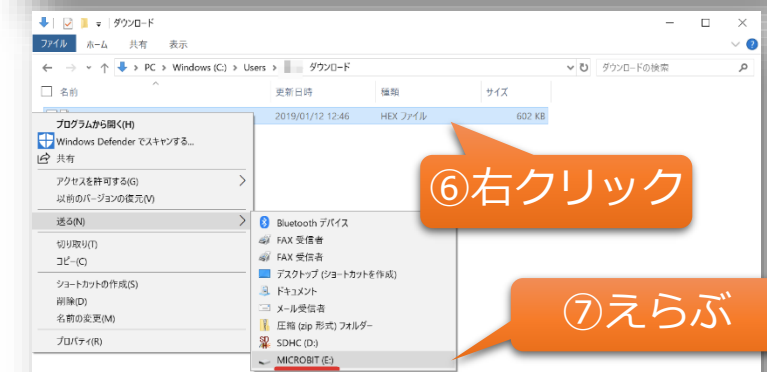 ダウンロード
ファイル ホーム 共有 表示
PC > Windows (C:) > Users > ダウンロード ダウンロードの検索
名前 更新日時 種類 サイズ
2019/01/12 12:46 HEX ファイル 602 KB
プログラムから開く(H)
Windows Defender でスキャンする...
共有
アクセスを許可する(G)
以前のバージョンの復元(V)
送る(N)
切り取り(T)
コピー(C)
ショートカットの作成(S)
削除(D)
名前の変更(M)
プロパティ(R)
Bluetooth デバイス
FAX 受信者
FAX 受信者
デスクトップ (ショートカットを作成)
ドキュメント
メール受信者
圧縮 (zip 形式) フォルダー
SDHC (D:)
MICROBIT (E:)
⑥右クリック
⑦えらぶ